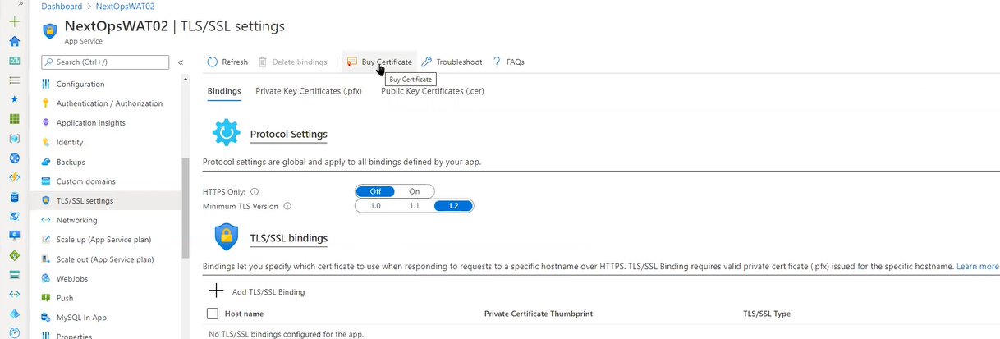 Dashboard > NextOpsWAT02
NextOpsWAT02 | TLS/SSL settings
App Service
Search (Ctrl+/)
Configuration
Authentication / Authorization
Application Insights
Identity
Backups
Custom domains
TLS/SSL settings
Networking
Scale up (App Service plan)
Scale out (App Service plan)
WebJobs
Push
MySQL In App
Properties
Refresh Delete bindings Buy Certificate Troubleshoot ? FAQs
Buy Certificate
Bindings Private Key Certificates (.pfx) Public Key Certificates (.cer)
Protocol Settings
Protocol settings are global and apply to all bindings defined by your app.
HTTPS Only: Off On
Minimum TLS Version 1.0 1.1 1.2
TLS/SSL bindings
Bindings let you specify which certificate to use when responding to requests to a specific hostname over HTTPS. TLS/SSL Binding requires valid private certificate (.pfx) issued for the specific hostname. Learn more
Add TLS/SSL Binding
Host name Private Certificate Thumbprint TLS/SSL Type
No TLS/SSL bindings configured for the app.